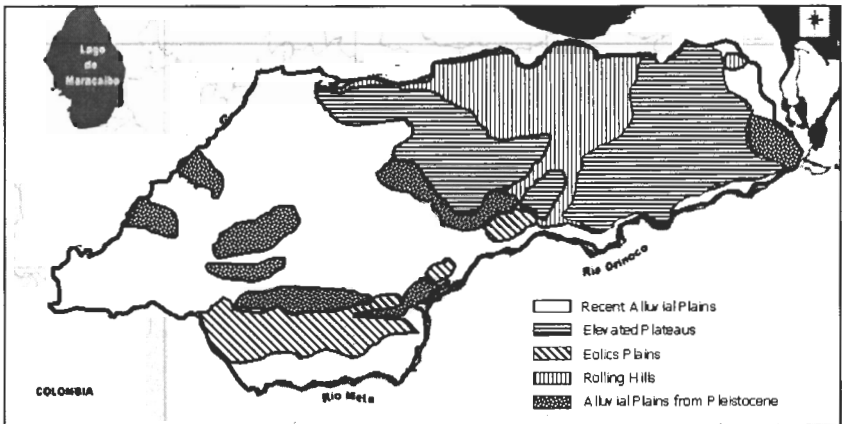 Lago
de
Maracaibo
Rio Orinoco
Recent Alluvial Plains
Elevated Plateaus
Eolics Plains
Rolling Hills
Alluvial Plains from Pleistocene
COLOMBIA
Rio Meta